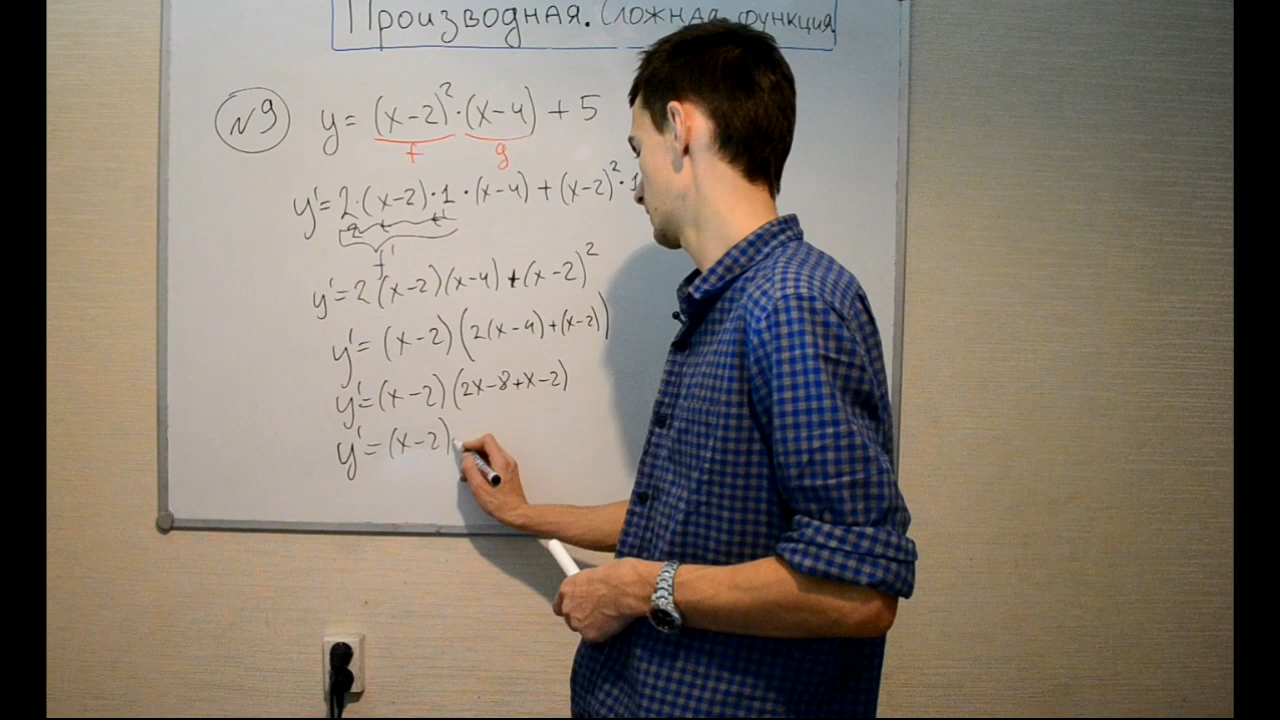 Производная. Сложная функция
№9 y = (x-2)²·(x-4) + 5
f g
y' = 2·(x-2)·1·(x-4) + (x-2)²·1
f'
y' = 2(x-2)(x-4) + (x-2)²
y' = (x-2)(2(x-4)+(x-2))
y' = (x-2)(2x-8+x-2)
y' = (x-2)